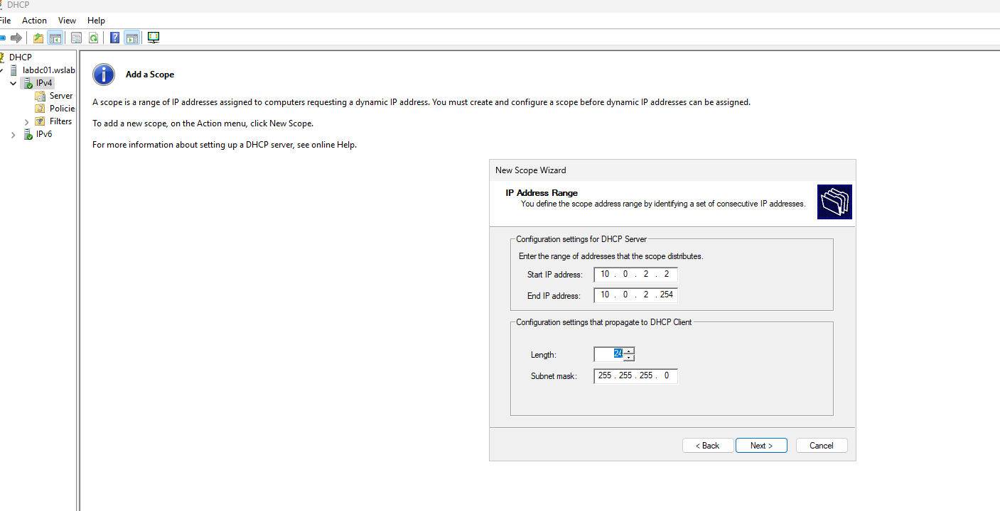 DHCP
File Action View Help
DHCP
labdc01.wslab
IPv4
Server
Policie
Filters
IPv6
Add a Scope
A scope is a range of IP addresses assigned to computers requesting a dynamic IP address. You must create and configure a scope before dynamic IP addresses can be assigned.
To add a new scope, on the Action menu, click New Scope.
For more information about setting up a DHCP server, see online Help.
New Scope Wizard
IP Address Range
You define the scope address range by identifying a set of consecutive IP addresses.
Configuration settings for DHCP Server
Enter the range of addresses that the scope distributes.
Start IP address: 10 . 0 . 2 . 2
End IP address: 10 . 0 . 2 . 254
Configuration settings that propagate to DHCP Client
Length: 24
Subnet mask: 255 . 255 . 255 . 0
< Back Next > Cancel